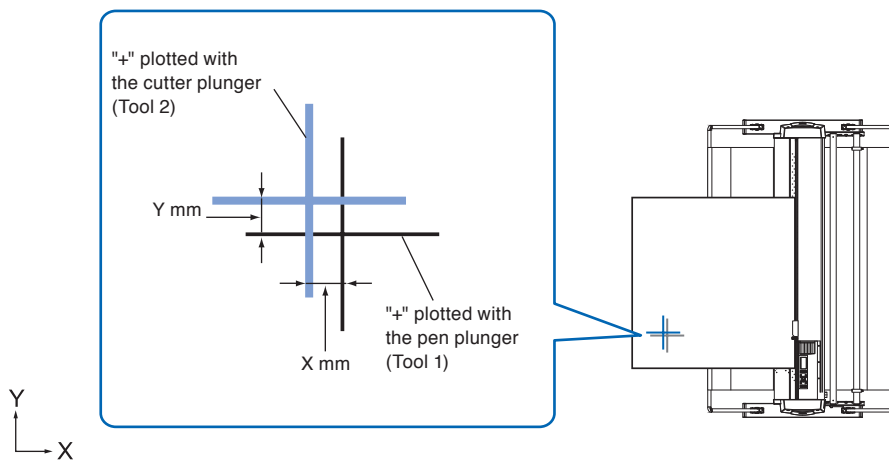 "+" plotted with
the cutter plunger
(Tool 2)
Y mm
"+" plotted with
the pen plunger
(Tool 1)
X mm
Y
X